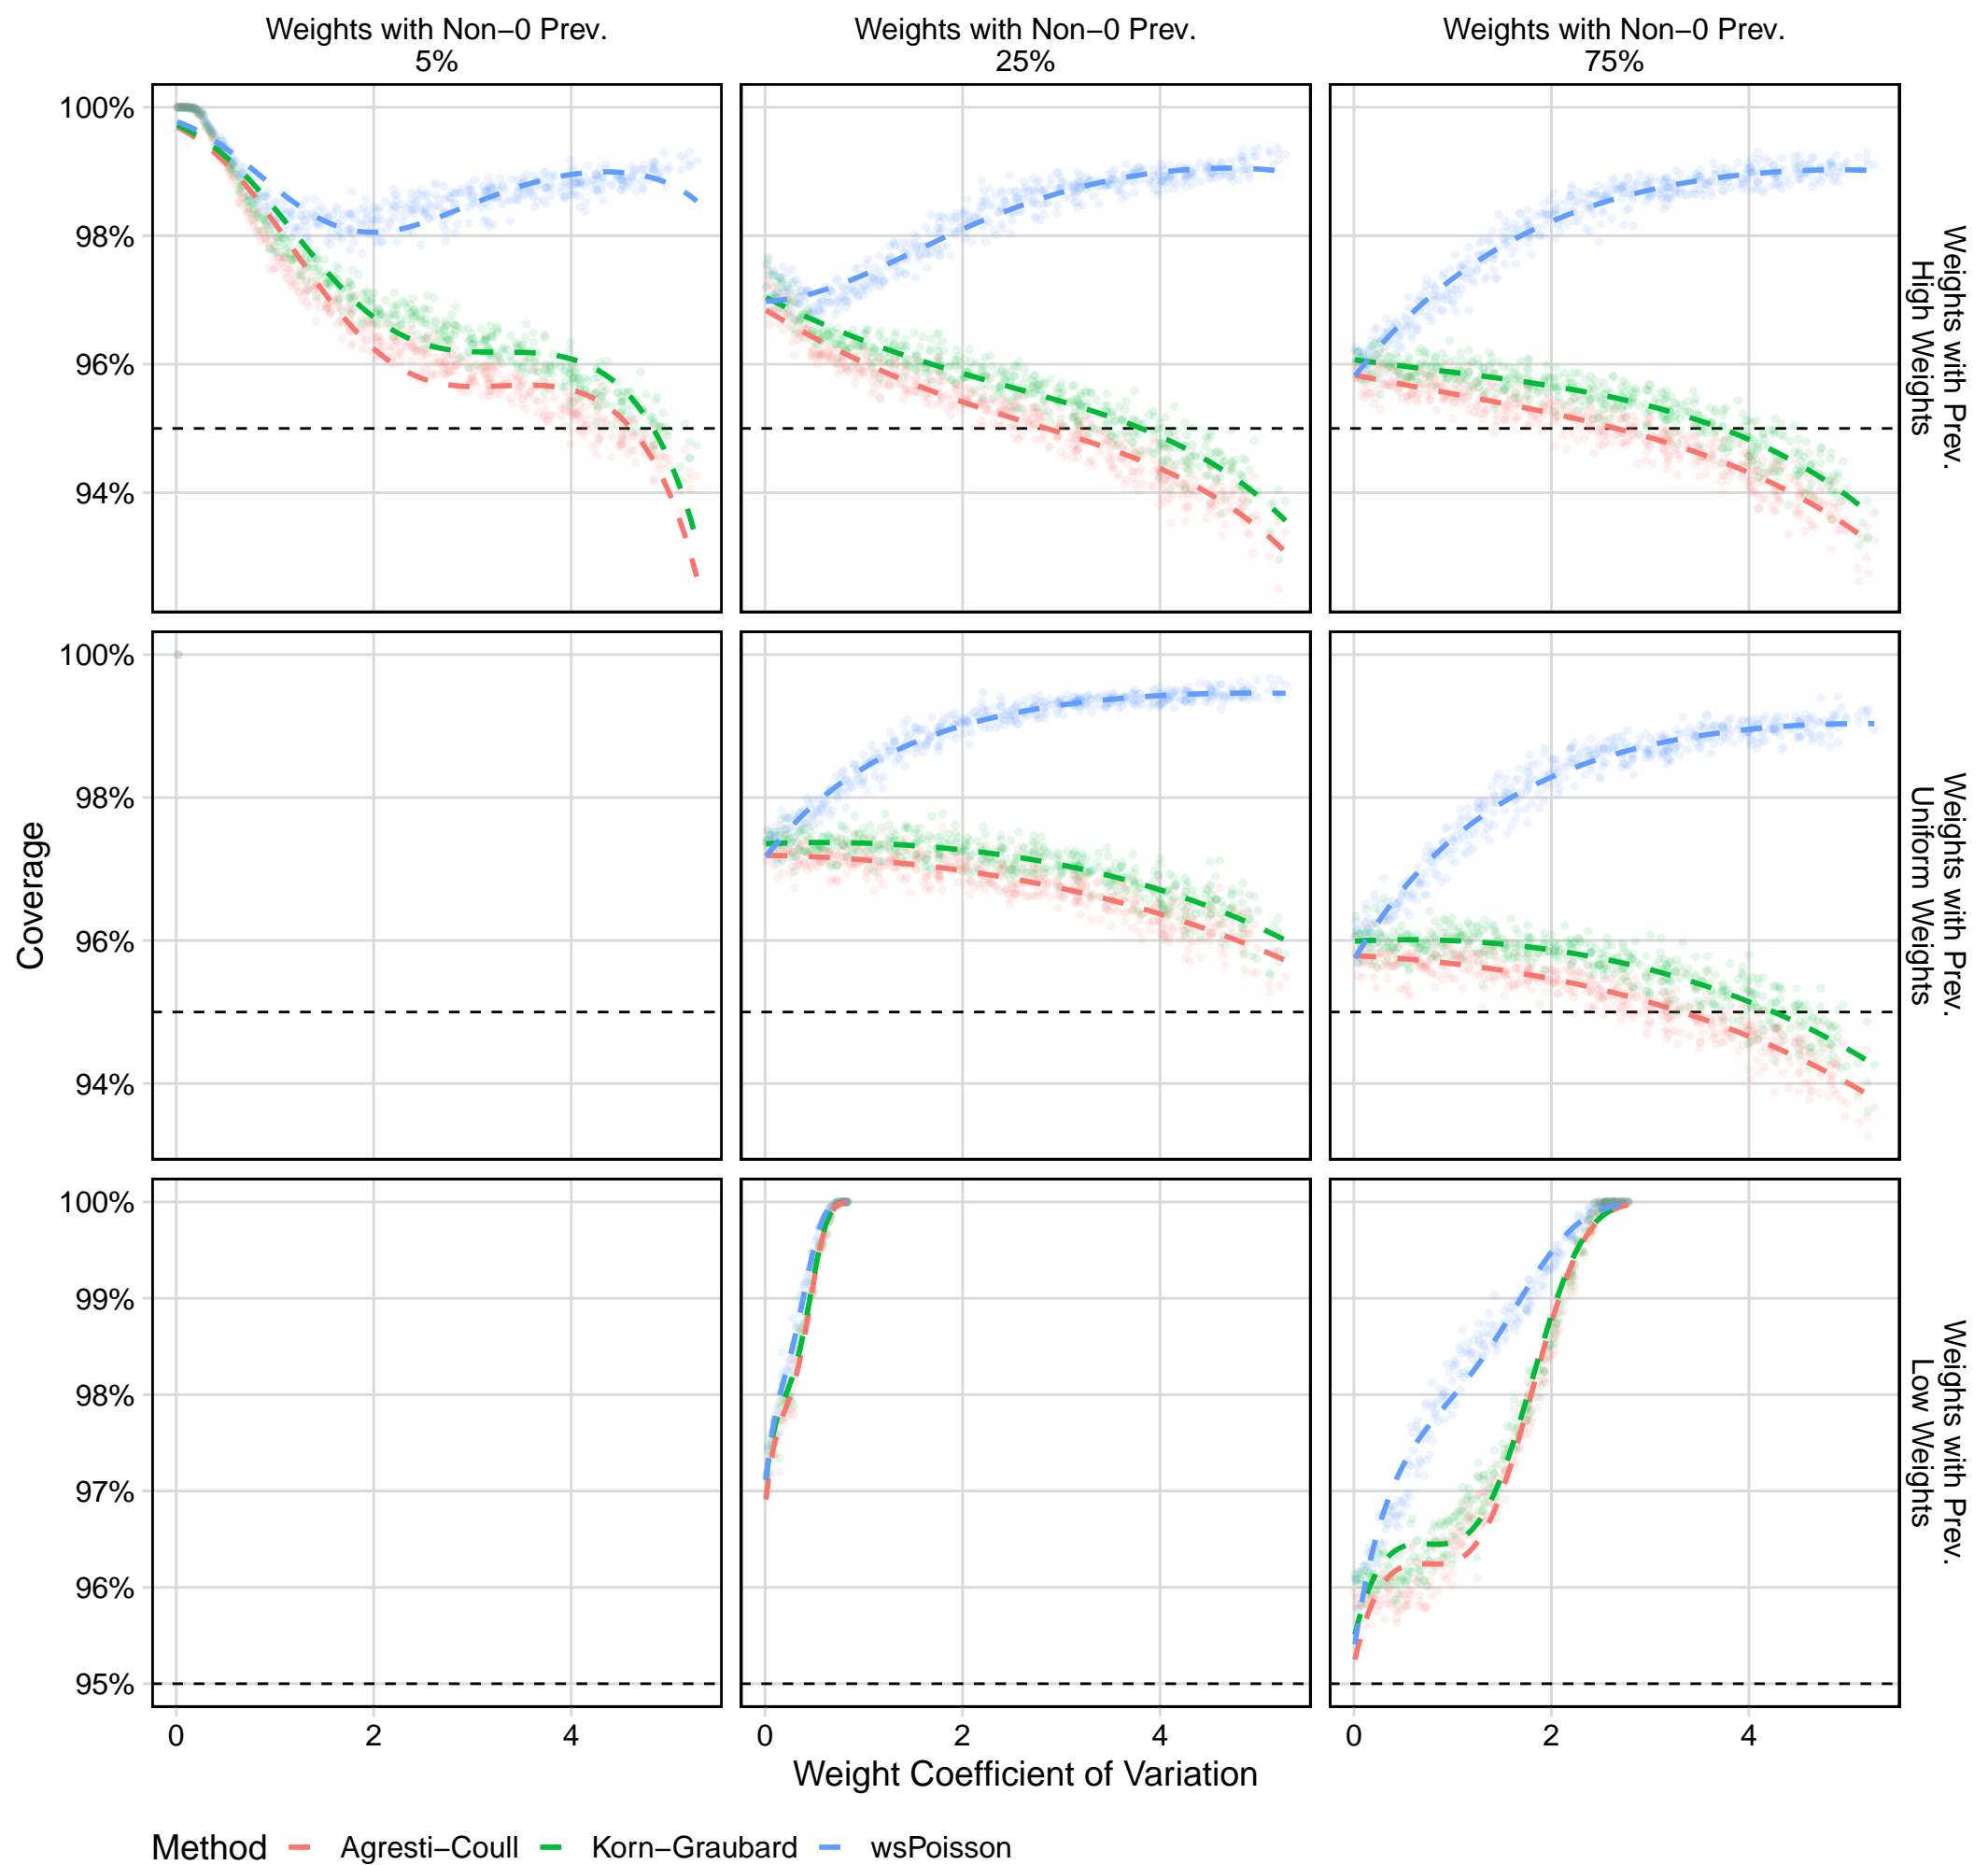 Weights with Non−0 Prev.
5%
Weights with Non−0 Prev.
25%
Weights with Non−0 Prev.
75%
100%
98%
96%
94%
Weights with Prev.
High Weights
100%
98%
96%
94%
Weights with Prev.
Uniform Weights
100%
99%
98%
97%
96%
95%
Weights with Prev.
Low Weights
Coverage
0 2 4
0 2 4
0 2 4
Weight Coefficient of Variation
Method Agresti−Coull Korn−Graubard wsPoisson